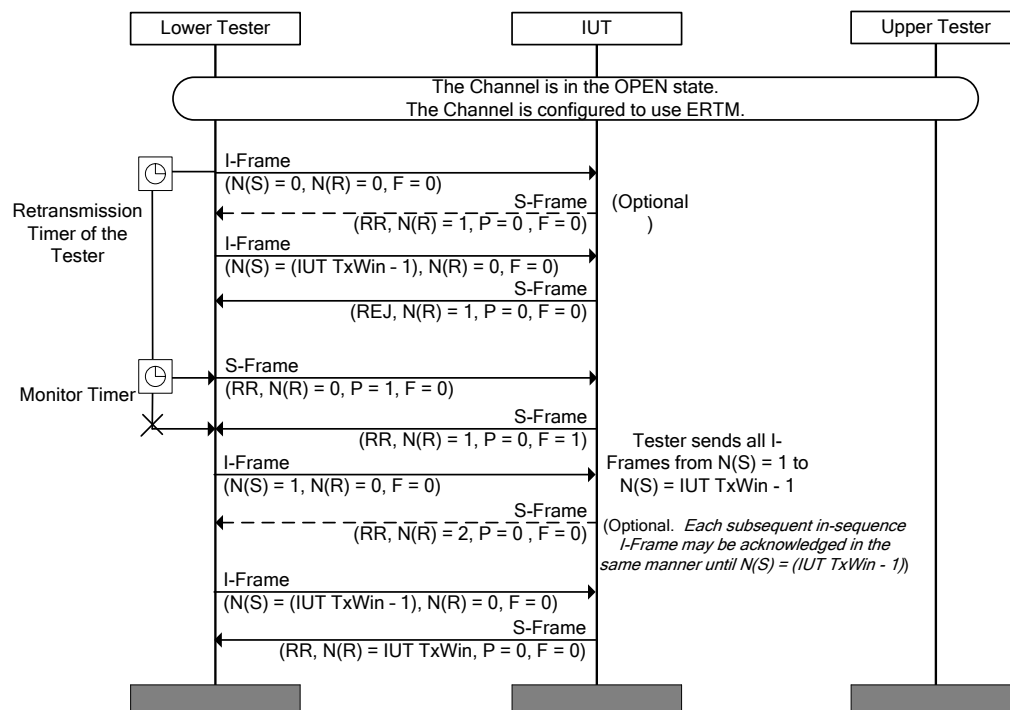 Lower Tester
IUT
Upper Tester
The Channel is in the OPEN state.
The Channel is configured to use ERTM.
I-Frame
(N(S) = 0, N(R) = 0, F = 0)
S-Frame
(RR, N(R) = 1, P = 0 , F = 0)
(Optional
)
Retransmission
Timer of the
Tester
I-Frame
(N(S) = (IUT TxWin - 1), N(R) = 0, F = 0)
S-Frame
(REJ, N(R) = 1, P = 0, F = 0)
S-Frame
(RR, N(R) = 0, P = 1, F = 0)
Monitor Timer
S-Frame
(RR, N(R) = 1, P = 0, F = 1)
Tester sends all I-
Frames from N(S) = 1 to
N(S) = IUT TxWin - 1
I-Frame
(N(S) = 1, N(R) = 0, F = 0)
S-Frame
(RR, N(R) = 2, P = 0 , F = 0)
(Optional. Each subsequent in-sequence
I-Frame may be acknowledged in the
same manner until N(S) = (IUT TxWin - 1))
I-Frame
(N(S) = (IUT TxWin - 1), N(R) = 0, F = 0)
S-Frame
(RR, N(R) = IUT TxWin, P = 0, F = 0)